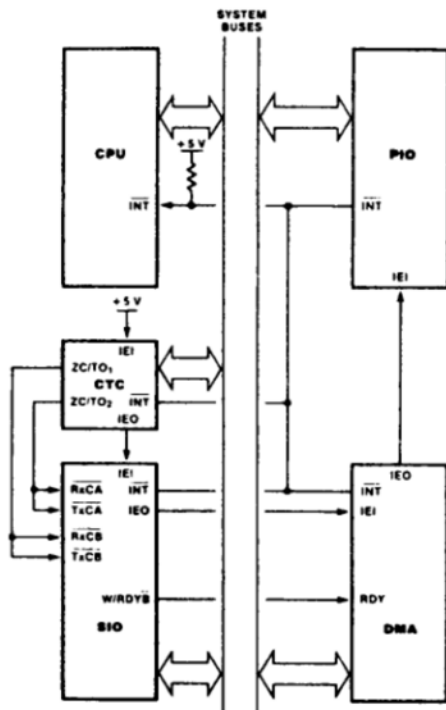 SYSTEM
BUSES
CPU
+5 V
INT
PIO
INT
IEI
+5 V
IEI
ZC/TO1
CTC
ZC/TO2
INT
IEO
IEI
RxCA
INT
TxCA
IEO
RxCB
TxCB
W/RDYB
SIO
IEO
INT
IEI
RDY
DMA